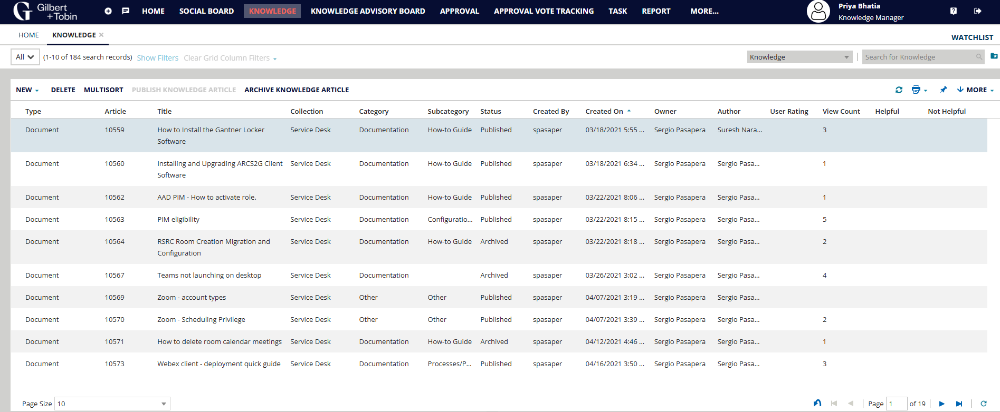 Gilbert
+Tobin
HOME SOCIAL BOARD KNOWLEDGE KNOWLEDGE ADVISORY BOARD APPROVAL APPROVAL VOTE TRACKING TASK REPORT MORE...
Priya Bhatia
Knowledge Manager
HOME KNOWLEDGE
WATCHLIST
All (1-10 of 184 search records) Show Filters Clear Grid Column Filters Knowledge Search for Knowledge
NEW DELETE MULTISORT PUBLISH KNOWLEDGE ARTICLE ARCHIVE KNOWLEDGE ARTICLE MORE
Type Article Title Collection Category Subcategory Status Created By Created On Owner Author User Rating View Count Helpful Not Helpful
Document 10559 How to Install the Gantner Locker Service Desk Documentation How-to Guide Published spasaper 03/18/2021 5:55 ... Sergio Pasapera Suresh Nara... 3
Software
Document 10560 Installing and Upgrading ARCS2G Client Service Desk Documentation How-to Guide Published spasaper 03/18/2021 6:34 ... Sergio Pasapera Sergio Pasa... 1
Software
Document 10562 AAD PIM - How to activate role. Service Desk Documentation How-to Guide Published spasaper 03/22/2021 8:06 ... Sergio Pasapera Sergio Pasa... 1
Document 10563 PIM eligibility Service Desk Documentation Configuratio... Published spasaper 03/22/2021 8:15 ... Sergio Pasapera Sergio Pasa... 5
Document 10564 RSRC Room Creation Migration and Service Desk Documentation How-to Guide Archived spasaper 03/22/2021 8:18 ... Sergio Pasapera Sergio Pasa... 2
Configuration
Document 10567 Teams not launching on desktop Service Desk Documentation Archived spasaper 03/26/2021 3:02 ... Sergio Pasapera Sergio Pasa... 4
Document 10569 Zoom - account types Service Desk Other Other Published spasaper 04/07/2021 3:19 ... Sergio Pasapera Sergio Pasa...
Document 10570 Zoom - Scheduling Privilege Service Desk Other Other Published spasaper 04/07/2021 3:39 ... Sergio Pasapera Sergio Pasa... 2
Document 10571 How to delete room calendar meetings Service Desk Documentation How-to Guide Archived spasaper 04/12/2021 4:46 ... Sergio Pasapera Sergio Pasa... 1
Document 10573 Webex client - deployment quick guide Service Desk Documentation Processes/P... Published spasaper 04/16/2021 3:50 ... Sergio Pasapera Sergio Pasa... 3
Page Size 10 Page 1 of 19